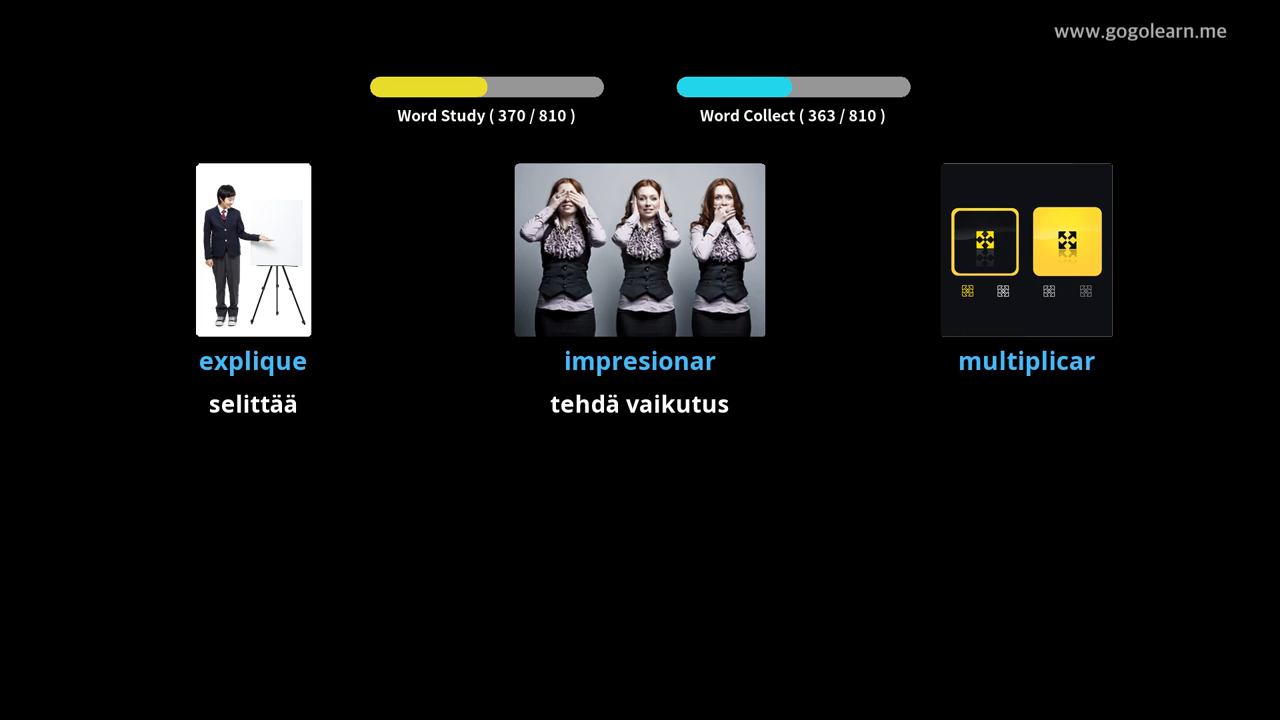 www.gogolearn.me
Word Study ( 370 / 810 )
Word Collect ( 363 / 810 )
explique
impresionar
multiplicar
selittää
tehdä vaikutus